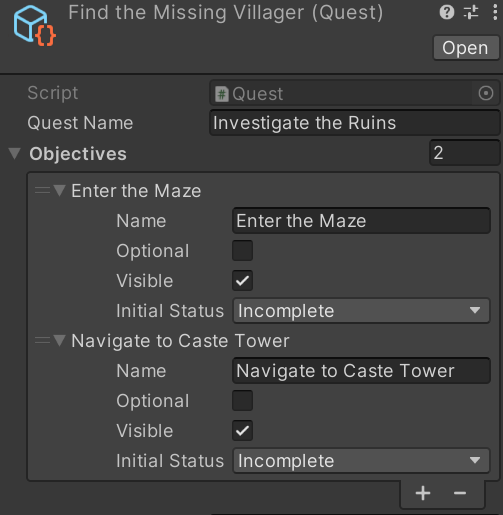 Find the Missing Villager (Quest)
Open
Script Quest
Quest Name Investigate the Ruins
Objectives 2
Enter the Maze
Name Enter the Maze
Optional
Visible
Initial Status Incomplete
Navigate to Caste Tower
Name Navigate to Caste Tower
Optional
Visible
Initial Status Incomplete